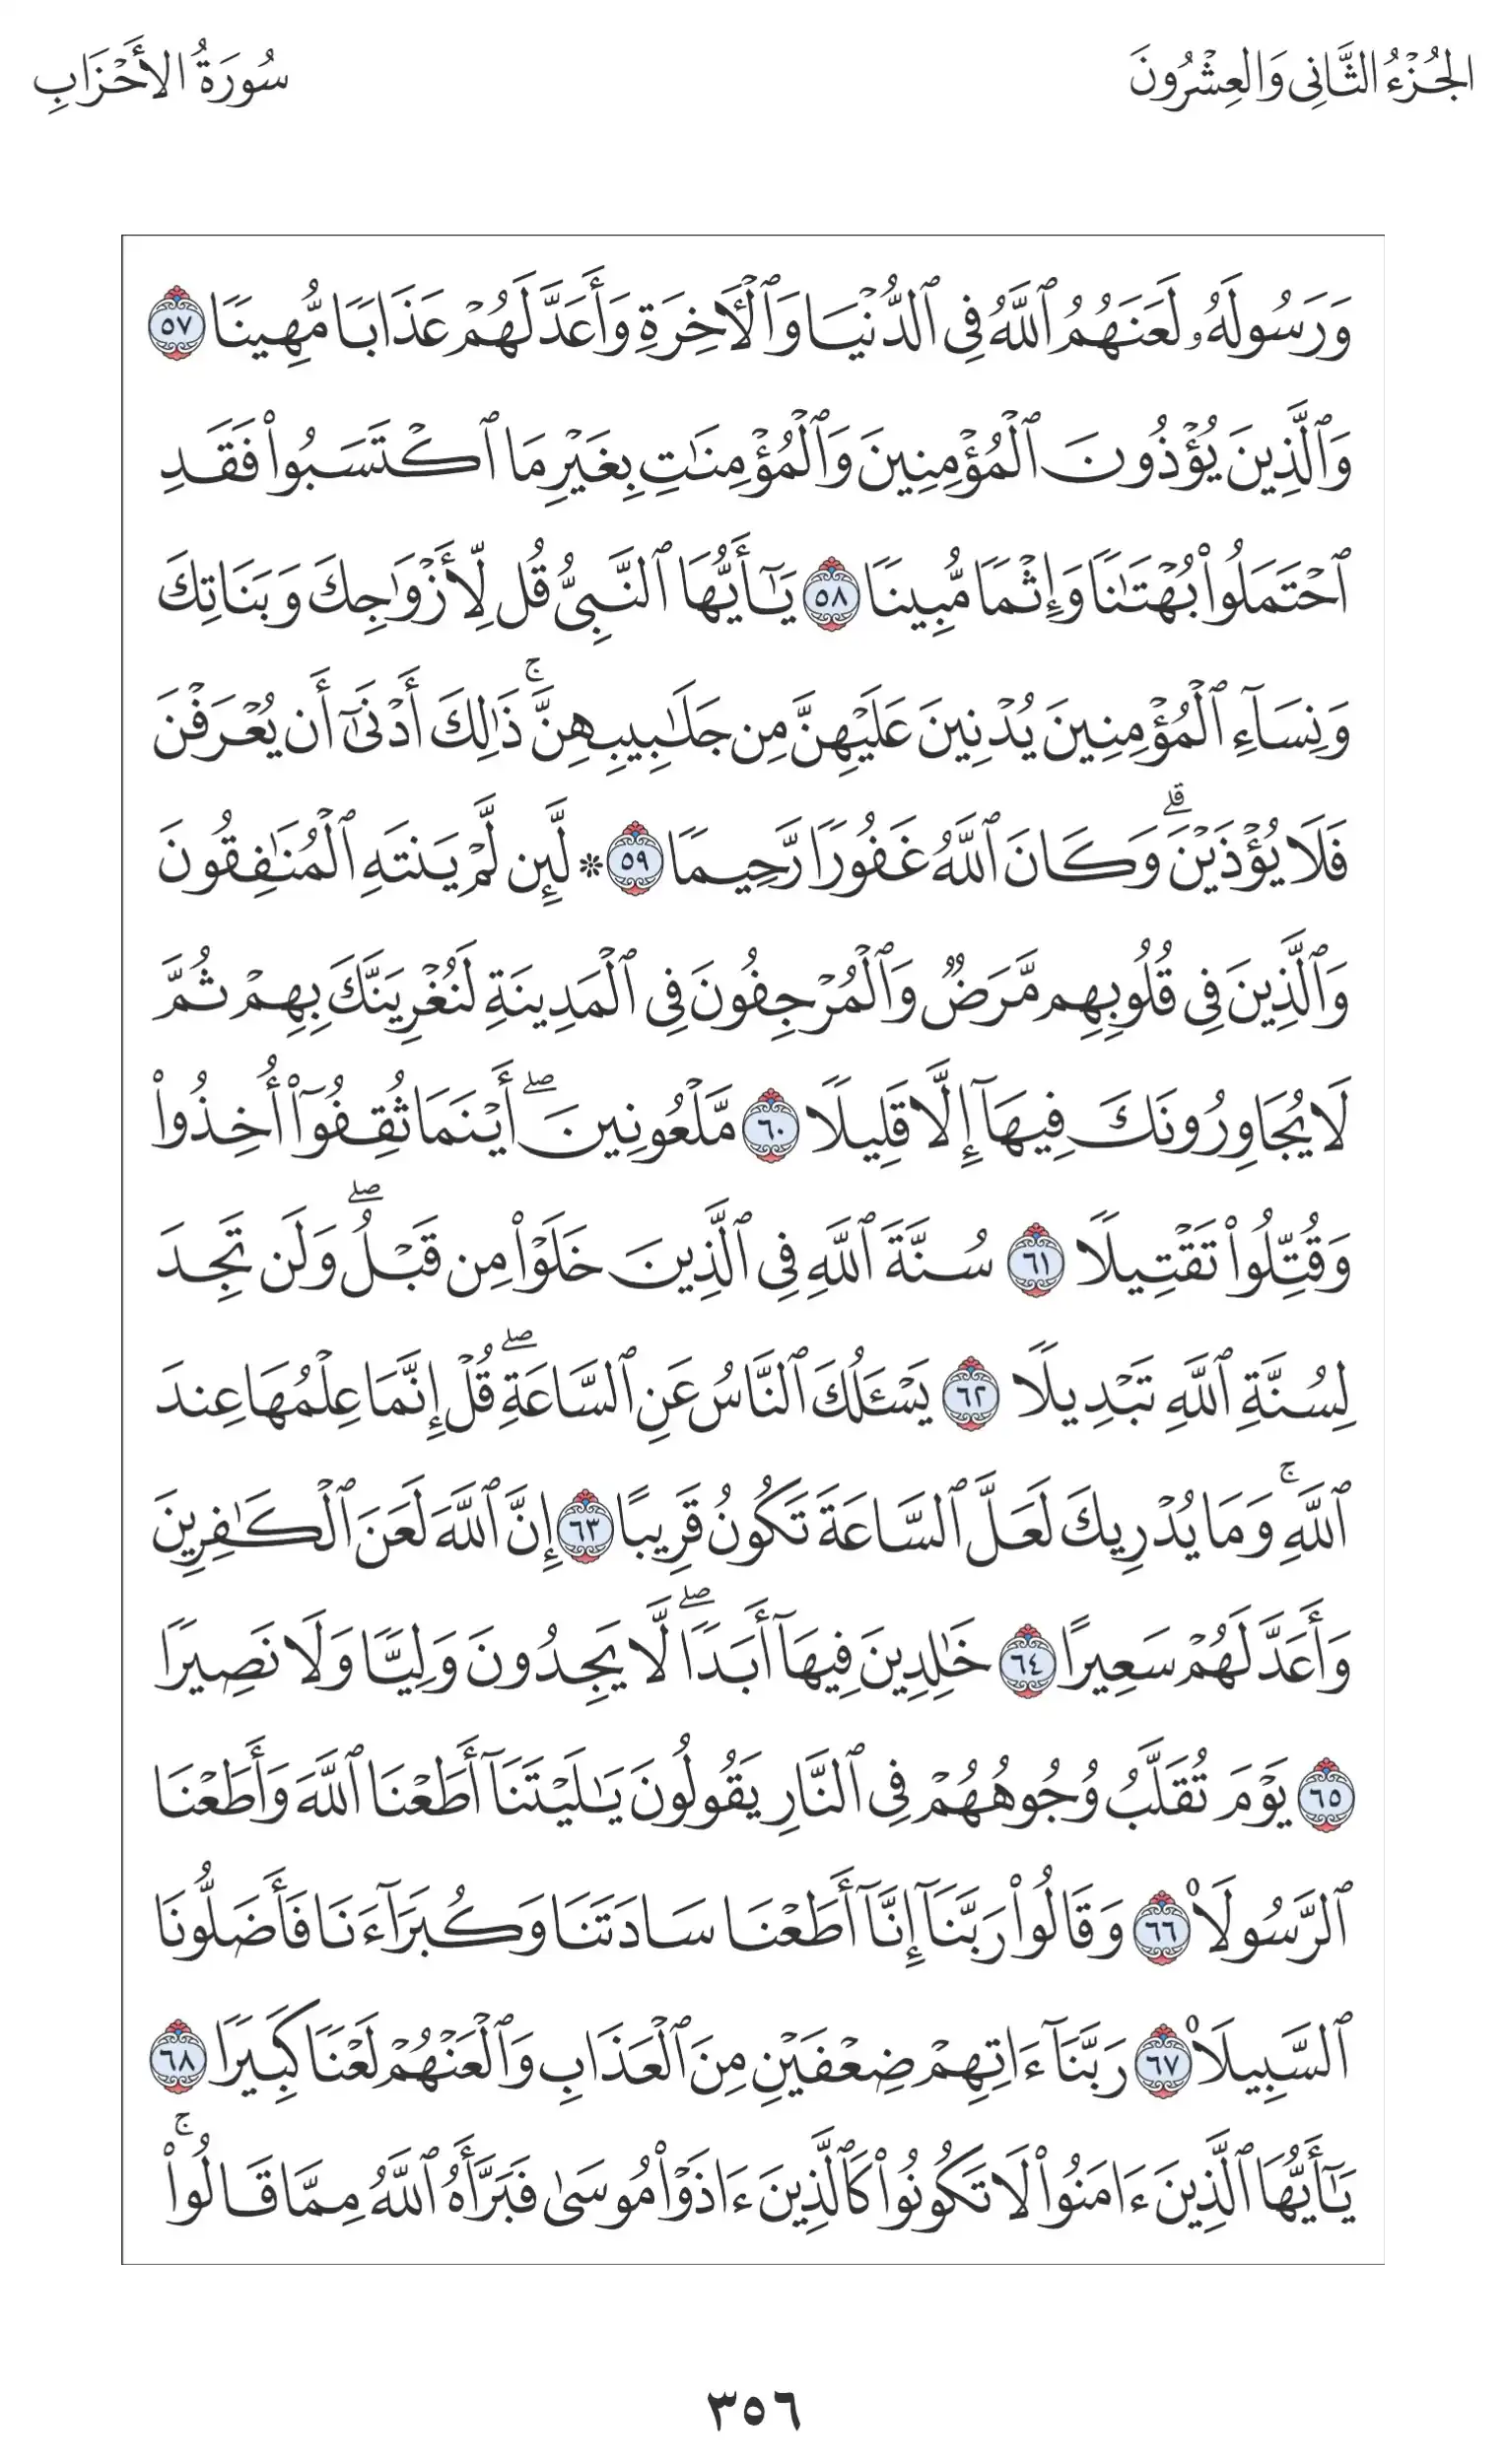 الجُزْءُ الثَّانِى وَالعِشْرُونَ
سُورَةُ الأَحْزَابِ
وَرَسُولَهُۥ لَعَنَهُمُ ٱللَّهُ فِى ٱلدُّنْيَا وَٱلْـَٔاخِرَةِ وَأَعَدَّ لَهُمْ عَذَابًا مُّهِينًا ٥٧
وَٱلَّذِينَ يُؤْذُونَ ٱلْمُؤْمِنِينَ وَٱلْمُؤْمِنَٰتِ بِغَيْرِ مَا ٱكْتَسَبُوا۟ فَقَدِ
ٱحْتَمَلُوا۟ بُهْتَٰنًا وَإِثْمًا مُّبِينًا ٥٨ يَٰٓأَيُّهَا ٱلنَّبِىُّ قُل لِّأَزْوَٰجِكَ وَبَنَاتِكَ
وَنِسَآءِ ٱلْمُؤْمِنِينَ يُدْنِينَ عَلَيْهِنَّ مِن جَلَٰبِيبِهِنَّ ۚ ذَٰلِكَ أَدْنَىٰٓ أَن يُعْرَفْنَ
فَلَا يُؤْذَيْنَ ۗ وَكَانَ ٱللَّهُ غَفُورًا رَّحِيمًا ٥٩ * لَّئِن لَّمْ يَنتَهِ ٱلْمُنَٰفِقُونَ
وَٱلَّذِينَ فِى قُلُوبِهِم مَّرَضٌ وَٱلْمُرْجِفُونَ فِى ٱلْمَدِينَةِ لَنُغْرِيَنَّكَ بِهِمْ ثُمَّ
لَا يُجَاوِرُونَكَ فِيهَآ إِلَّا قَلِيلًا ٦٠ مَّلْعُونِينَ ۖ أَيْنَمَا ثُقِفُوٓا۟ أُخِذُوا۟
وَقُتِّلُوا۟ تَقْتِيلًا ٦١ سُنَّةَ ٱللَّهِ فِى ٱلَّذِينَ خَلَوْا۟ مِن قَبْلُ ۖ وَلَن تَجِدَ
لِسُنَّةِ ٱللَّهِ تَبْدِيلًا ٦٢ يَسْـَٔلُكَ ٱلنَّاسُ عَنِ ٱلسَّاعَةِ ۖ قُلْ إِنَّمَا عِلْمُهَا عِندَ
ٱللَّهِ ۚ وَمَا يُدْرِيكَ لَعَلَّ ٱلسَّاعَةَ تَكُونُ قَرِيبًا ٦٣ إِنَّ ٱللَّهَ لَعَنَ ٱلْكَٰفِرِينَ
وَأَعَدَّ لَهُمْ سَعِيرًا ٦٤ خَٰلِدِينَ فِيهَآ أَبَدًا ۖ لَّا يَجِدُونَ وَلِيًّا وَلَا نَصِيرًا
٦٥ يَوْمَ تُقَلَّبُ وُجُوهُهُمْ فِى ٱلنَّارِ يَقُولُونَ يَٰلَيْتَنَآ أَطَعْنَا ٱللَّهَ وَأَطَعْنَا
ٱلرَّسُولَا۠ ٦٦ وَقَالُوا۟ رَبَّنَآ إِنَّآ أَطَعْنَا سَادَتَنَا وَكُبَرَآءَنَا فَأَضَلُّونَا
ٱلسَّبِيلَا۠ ٦٧ رَبَّنَآ ءَاتِهِمْ ضِعْفَيْنِ مِنَ ٱلْعَذَابِ وَٱلْعَنْهُمْ لَعْنًا كَبِيرًا ٦٨
يَٰٓأَيُّهَا ٱلَّذِينَ ءَامَنُوا۟ لَا تَكُونُوا۟ كَٱلَّذِينَ ءَاذَوْا۟ مُوسَىٰ فَبَرَّأَهُ ٱللَّهُ مِمَّا قَالُوا۟ ۚ
٣٥٦